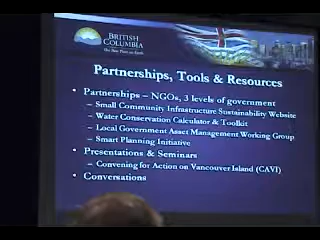 BRITISH
COLUMBIA
The Best Place on Earth
Partnerships, Tools & Resources
• Partnerships – NGOs, 3 levels of government
– Small Community Infrastructure Sustainability Website
– Water Conservation Calculator & Toolkit
– Local Government Asset Management Working Group
– Smart Planning Initiative
• Presentations & Seminars
– Convening for Action on Vancouver Island (CAVI)
• Conversations